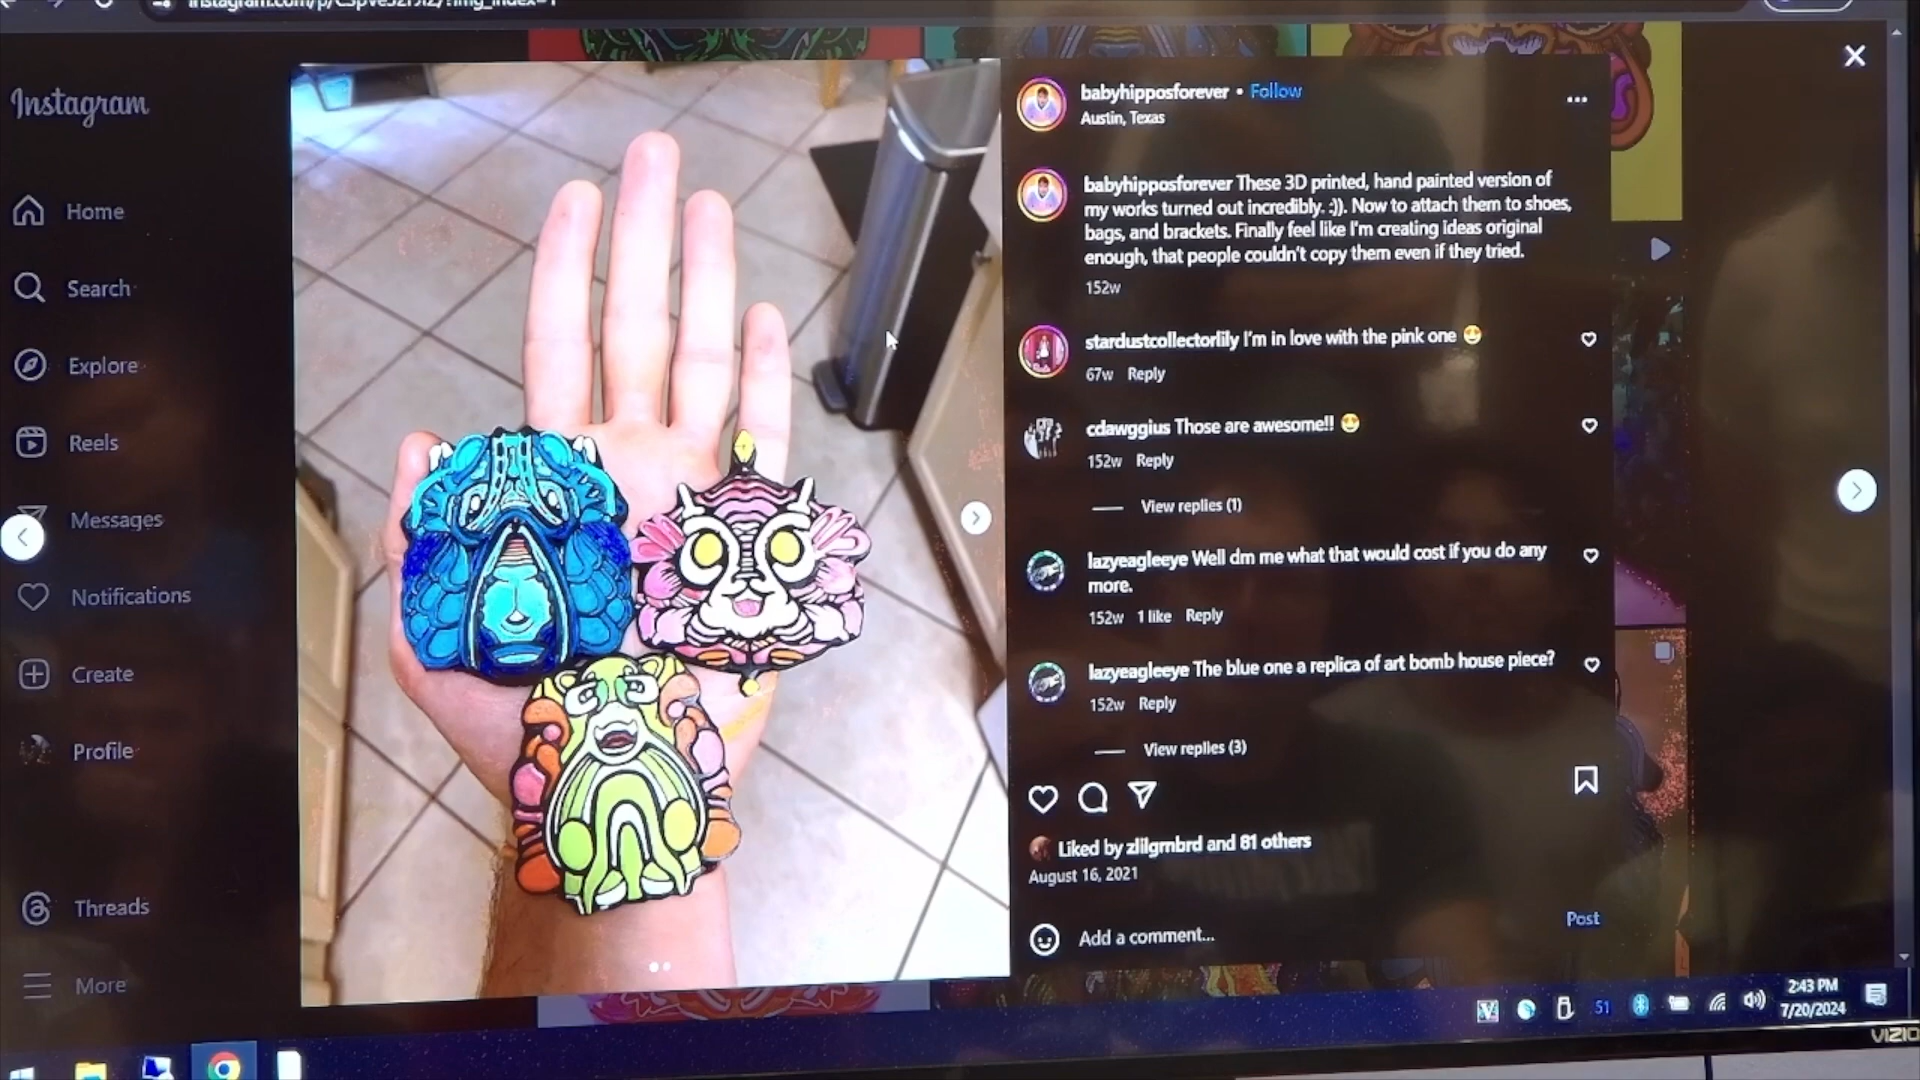 Instagram
Home
Search
Explore
Reels
Messages
Notifications
Create
Profile
Threads
More
babyhipposforever • Follow
Austin, Texas
babyhipposforever These 3D printed, hand painted version of
my works turned out incredibly. :)). Now to attach them to shoes,
bags, and brackets. Finally feel like I'm creating ideas original
enough, that people couldn't copy them even if they tried.
152w
stardustcollectorlily I'm in love with the pink one 😍
67w Reply
cdawggius Those are awesome!! 😍
152w Reply
View replies (1)
lazyeagleeye Well dm me what that would cost if you do any
more.
152w 1 like Reply
lazyeagleeye The blue one a replica of art bomb house piece?
152w Reply
View replies (3)
Liked by zlilgrnbrd and 81 others
August 16, 2021
Add a comment...
Post
51
2:43 PM
7/20/2024
VIZIO